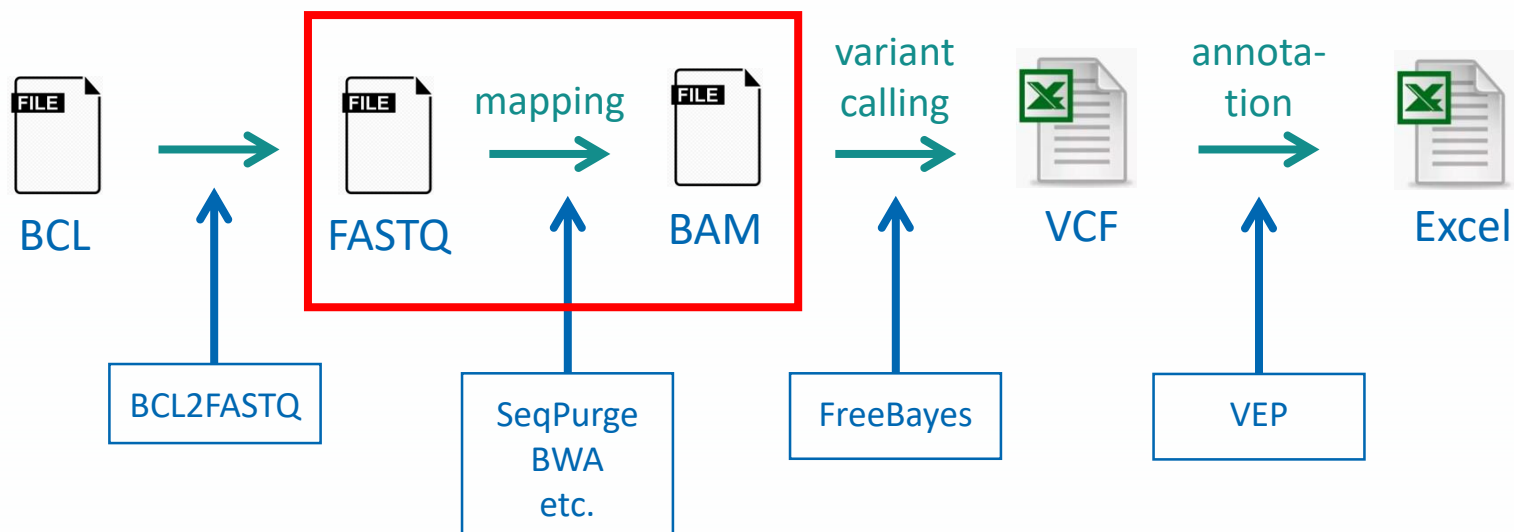 FILE
BCL
FILE
FASTQ
mapping
FILE
BAM
variant
calling
VCF
annota-
tion
Excel
BCL2FASTQ
SeqPurge
BWA
etc.
FreeBayes
VEP